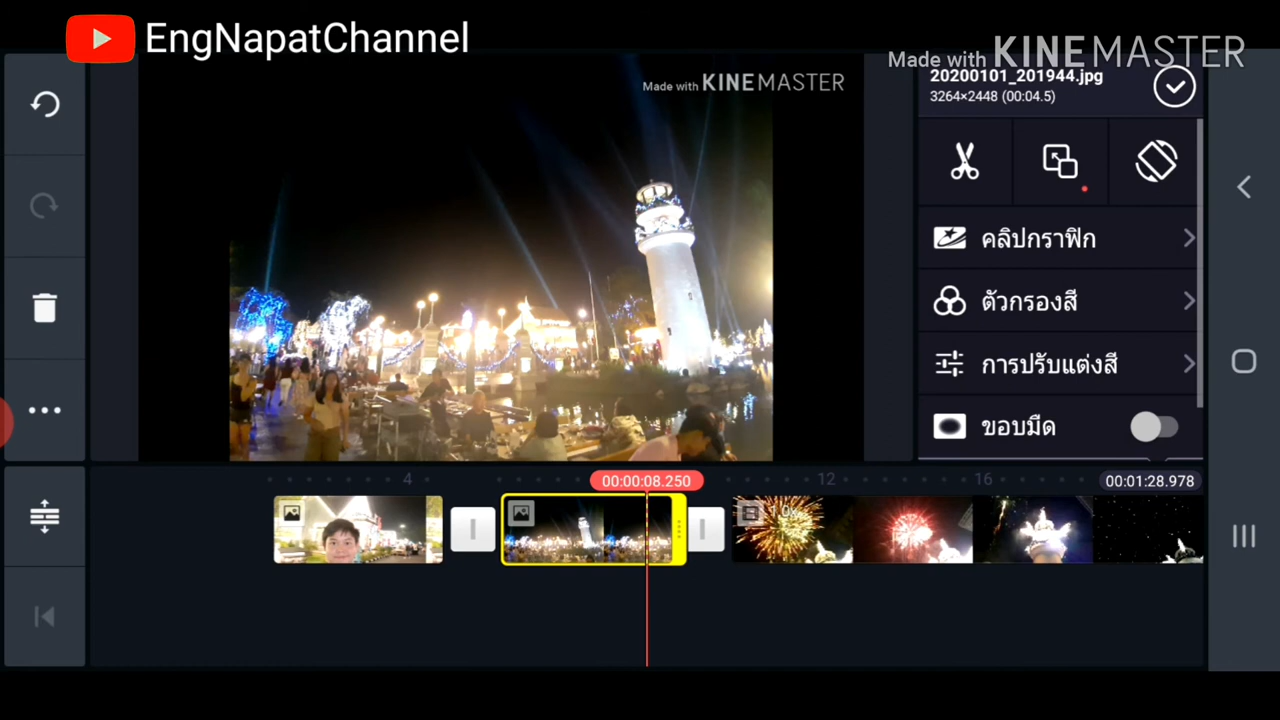 EngNapatChannel
Made with KINEMASTER
Made with KINEMASTER
20200101_201944.jpg
3264×2448 (00:04.5)
คลิปกราฟิก
ตัวกรองสี
การปรับแต่งสี
ขอบมืด
4
00:00:08.250
12
16
00:01:28.978